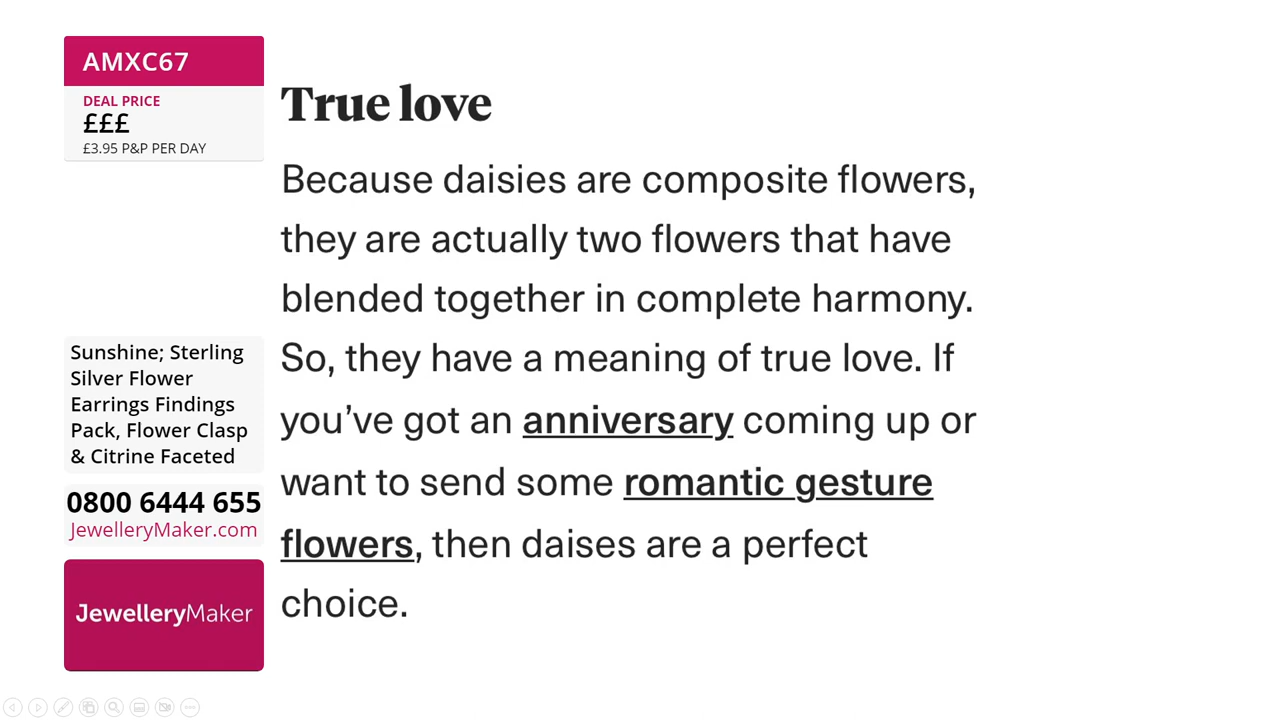 AMXC67
DEAL PRICE
£££
£3.95 P&P PER DAY
True love
Because daisies are composite flowers,
they are actually two flowers that have
blended together in complete harmony.
So, they have a meaning of true love. If
you’ve got an anniversary coming up or
want to send some romantic gesture
flowers, then daises are a perfect
choice.
Sunshine; Sterling
Silver Flower
Earrings Findings
Pack, Flower Clasp
& Citrine Faceted
0800 6444 655
JewelleryMaker.com
JewelleryMaker